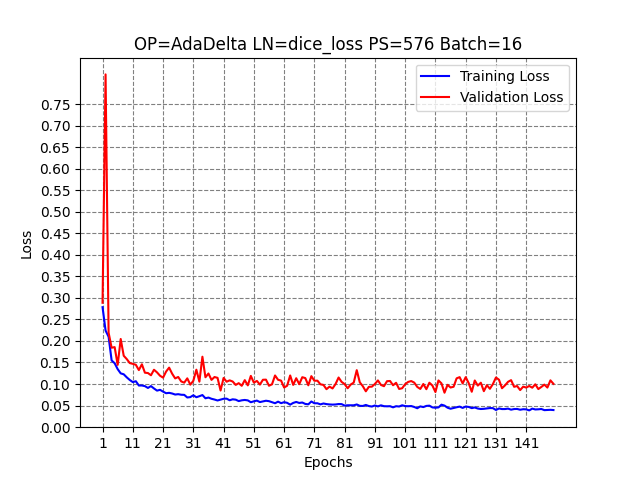 OP=AdaDelta LN=dice_loss PS=576 Batch=16
Training Loss
Validation Loss
0.75
0.70
0.65
0.60
0.55
0.50
0.45
0.40
0.35
0.30
0.25
0.20
0.15
0.10
0.05
0.00
Loss
1 11 21 31 41 51 61 71 81 91 101 111 121 131 141
Epochs